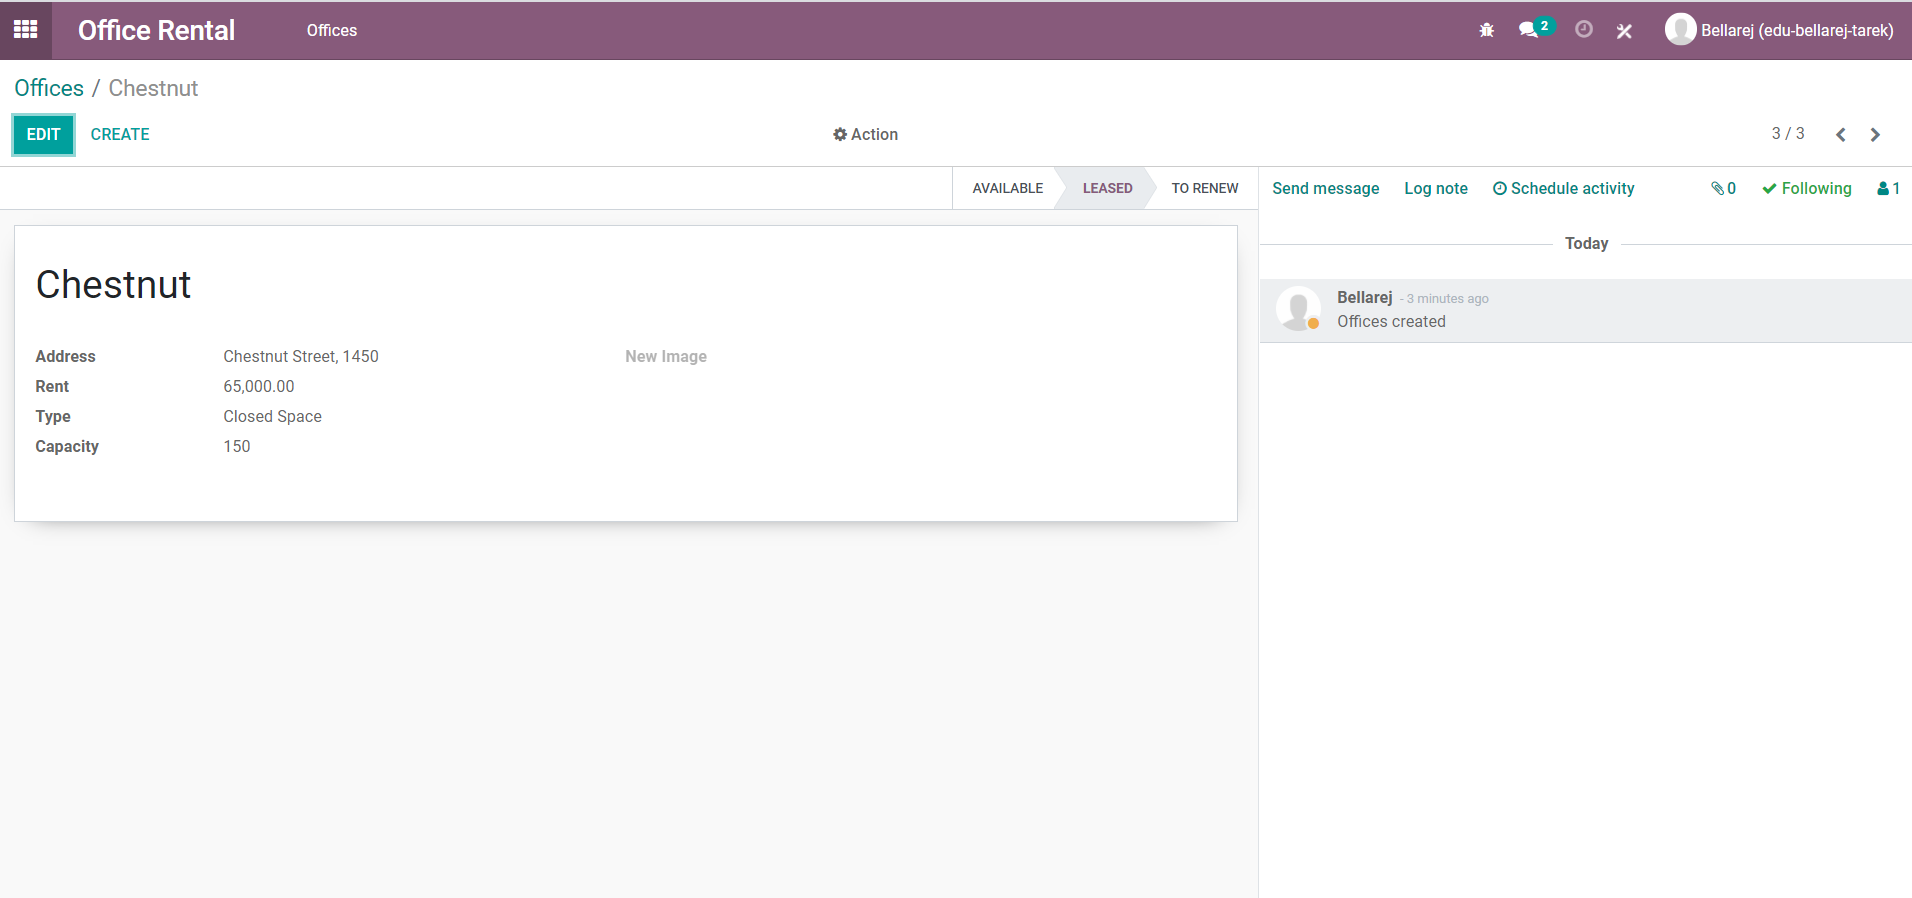 Office Rental Offices 2 Bellarej (edu-bellarej-tarek)
Offices / Chestnut
EDIT CREATE Action 3 / 3
AVAILABLE LEASED TO RENEW Send message Log note Schedule activity 0 Following 1
Today
Chestnut
Bellarej - 3 minutes ago
Offices created
Address Chestnut Street, 1450 New Image
Rent 65,000.00
Type Closed Space
Capacity 150